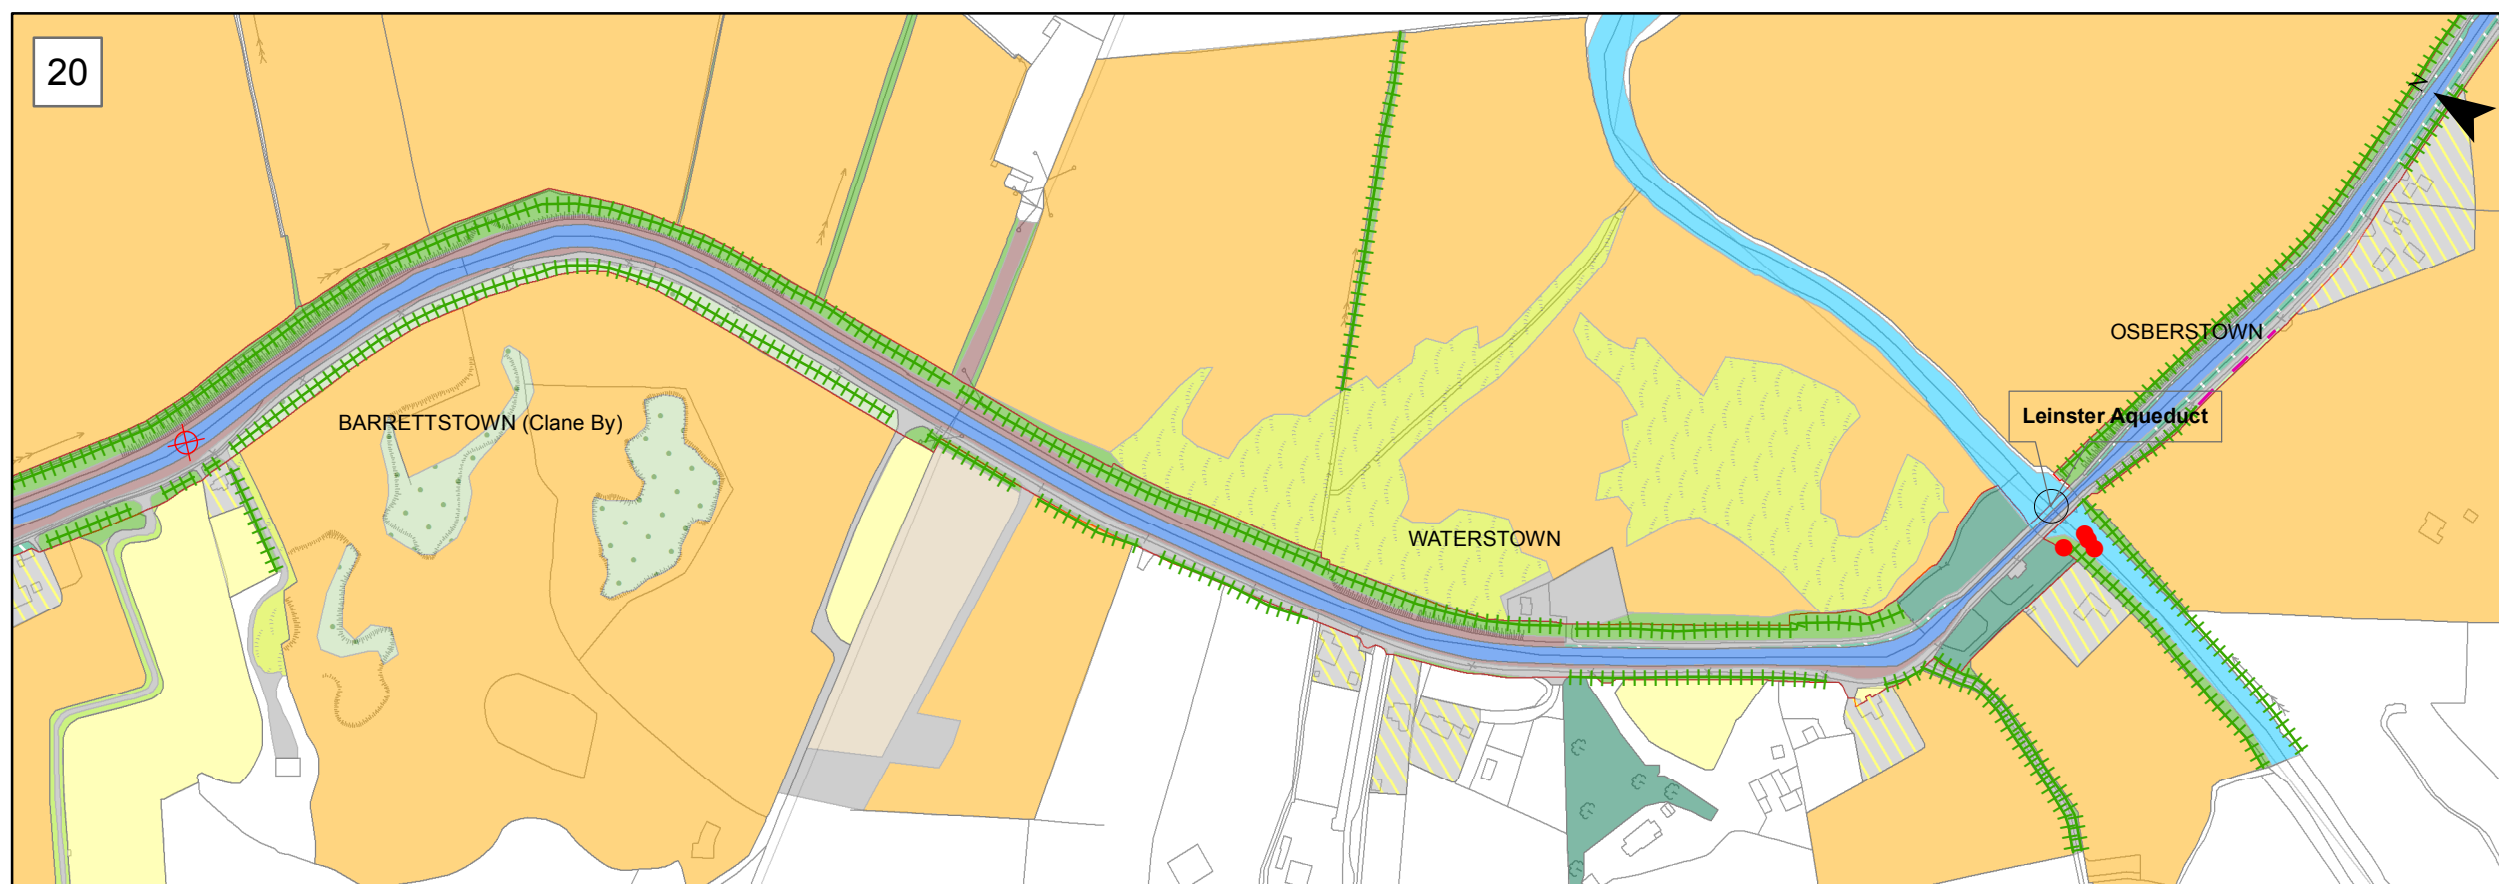 20
N
OSBERSTOWN
Leinster Aqueduct
BARRETTSTOWN (Clane By)
WATERSTOWN